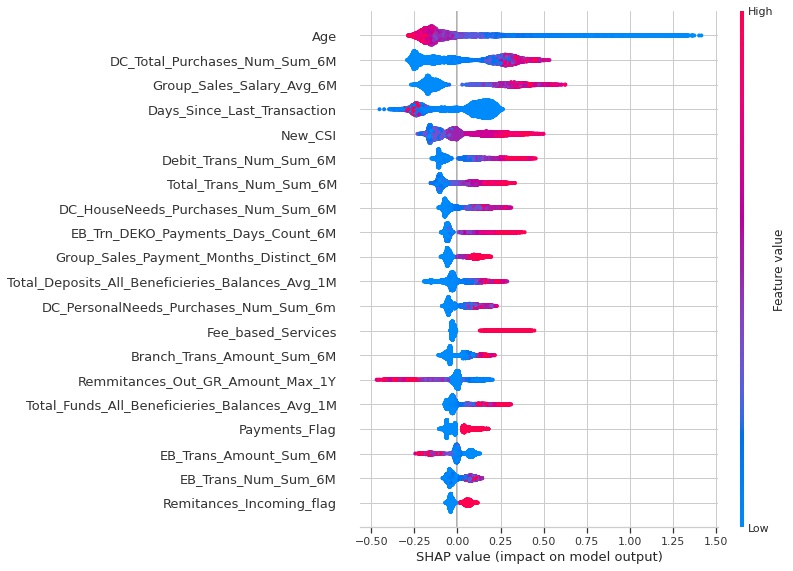 High
Age
DC_Total_Purchases_Num_Sum_6M
Group_Sales_Salary_Avg_6M
Days_Since_Last_Transaction
New_CSI
Debit_Trans_Num_Sum_6M
Total_Trans_Num_Sum_6M
DC_HouseNeeds_Purchases_Num_Sum_6M
EB_Trn_DEKO_Payments_Days_Count_6M
Group_Sales_Payment_Months_Distinct_6M
Total_Deposits_All_Beneficieries_Balances_Avg_1M
DC_PersonalNeeds_Purchases_Num_Sum_6m
Fee_based_Services
Branch_Trans_Amount_Sum_6M
Remmitances_Out_GR_Amount_Max_1Y
Total_Funds_All_Beneficieries_Balances_Avg_1M
Payments_Flag
EB_Trans_Amount_Sum_6M
EB_Trans_Num_Sum_6M
Remitances_Incoming_flag
Feature value
Low
−0.50 −0.25 0.00 0.25 0.50 0.75 1.00 1.25 1.50
SHAP value (impact on model output)